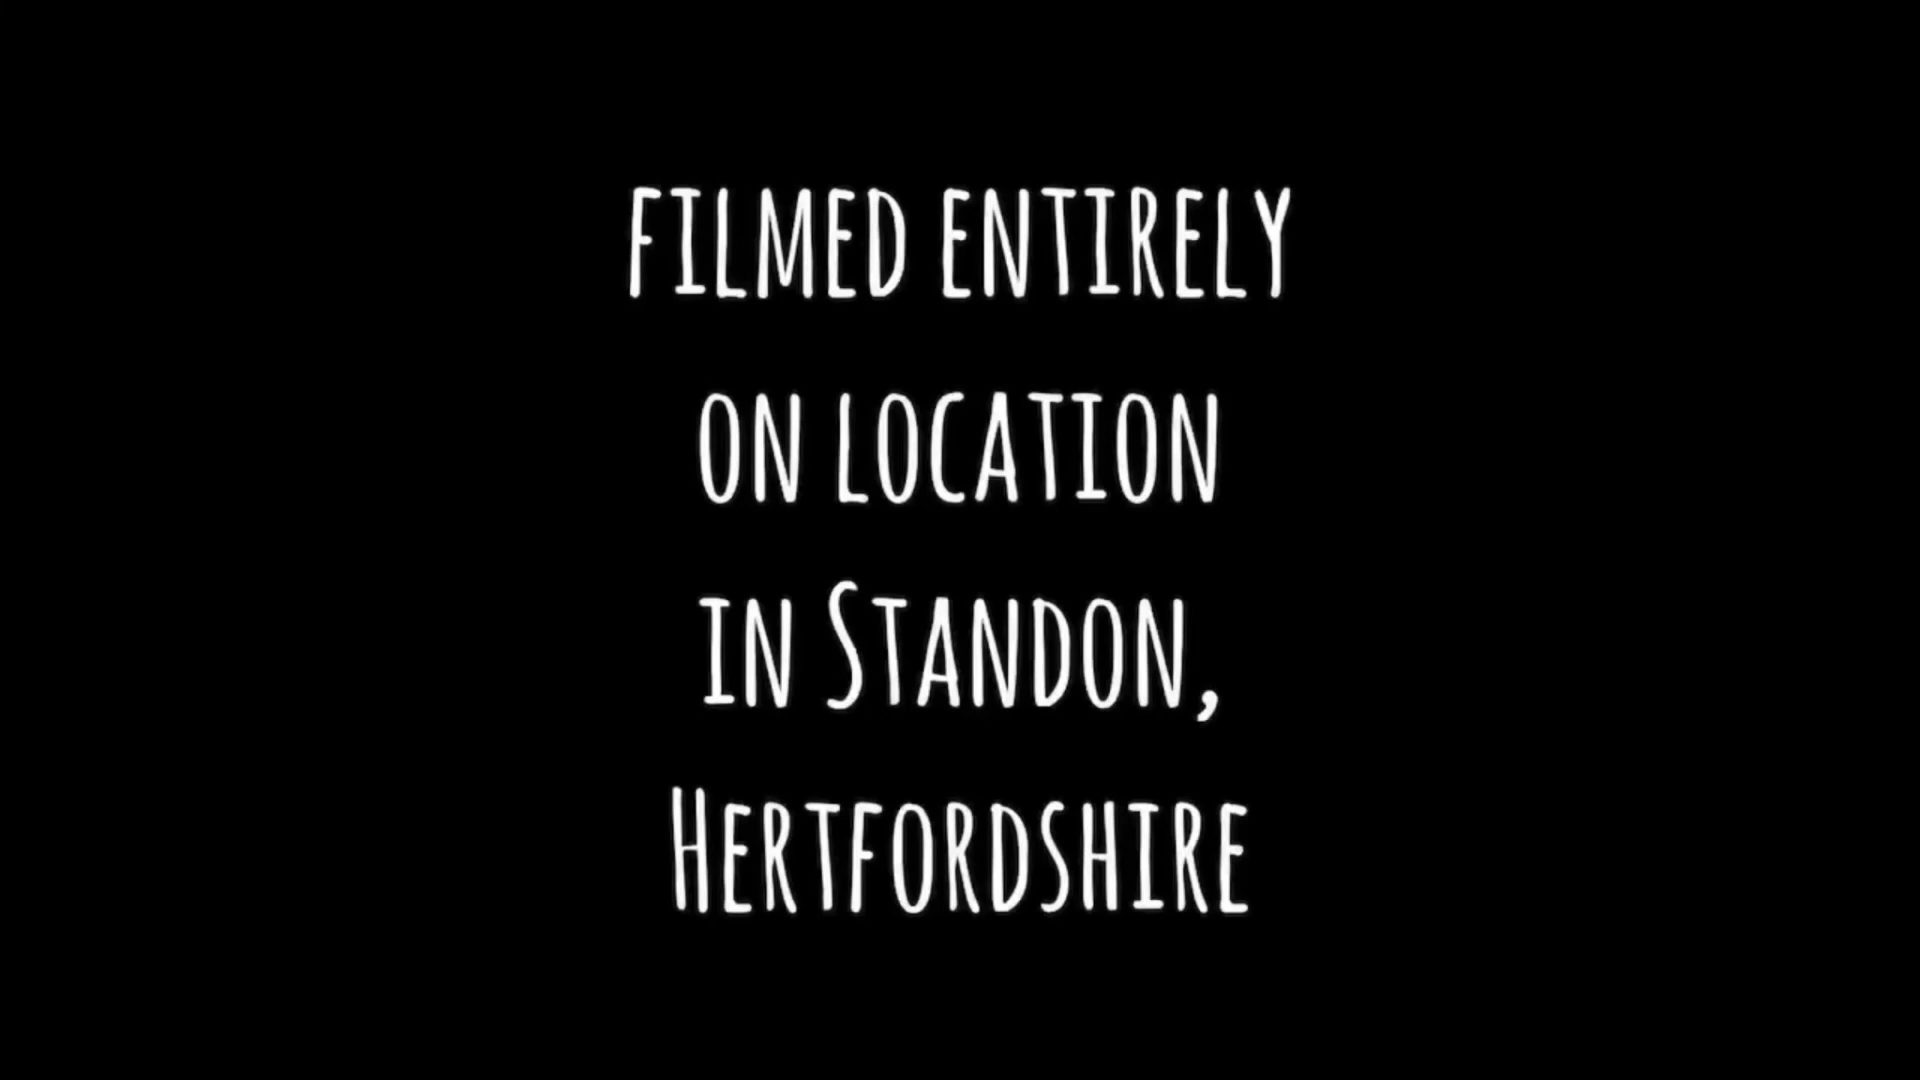 filmed entirely
on location
in Standon,
Hertfordshire